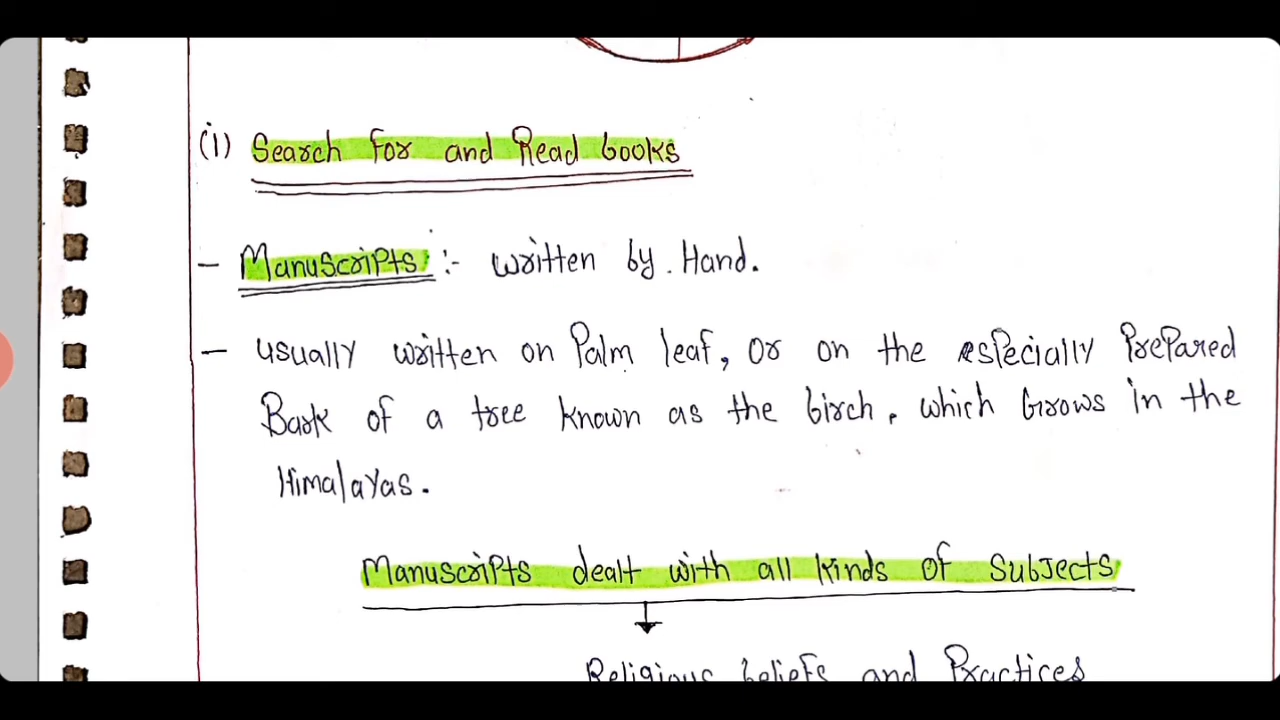 (i) Search for and Read books
- Manuscripts :- written by Hand.
- usually written on Palm leaf, or on the especially Prepared
Bark of a tree known as the birch, which Grows in the
Himalayas.
Manuscripts dealt with all kinds of Subjects
Religious beliefs and Practices